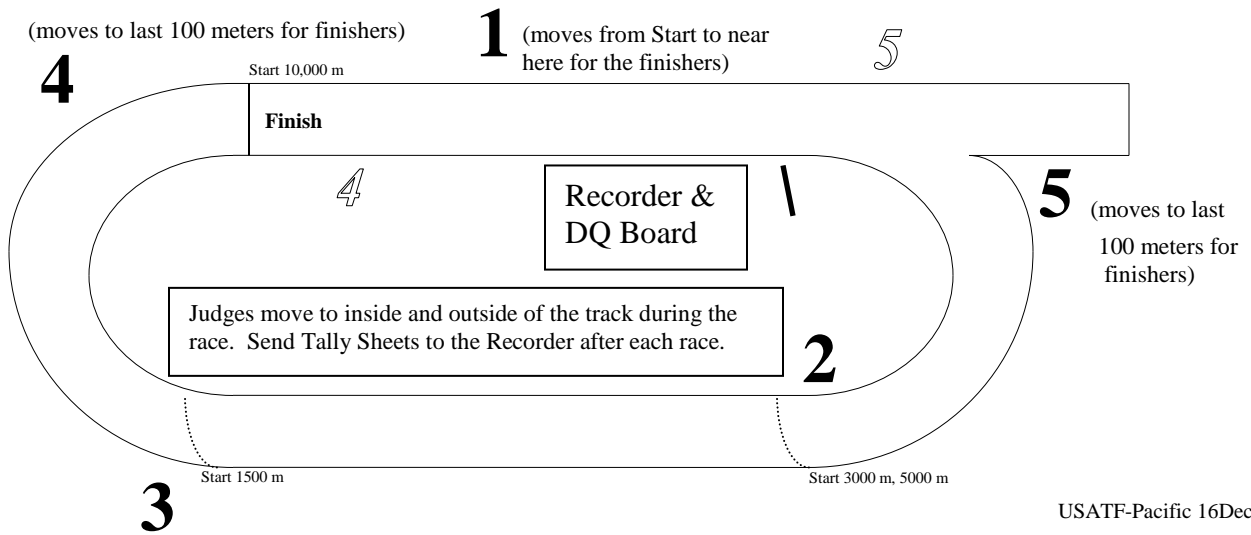 (moves to last 100 meters for finishers)
4
1 (moves from Start to near
here for the finishers)
5
Start 10,000 m
Finish
4
Recorder &
DQ Board
5 (moves to last
100 meters for
finishers)
Judges move to inside and outside of the track during the
race.  Send Tally Sheets to the Recorder after each race.
2
Start 1500 m
Start 3000 m, 5000 m
3
USATF-Pacific 16Dec